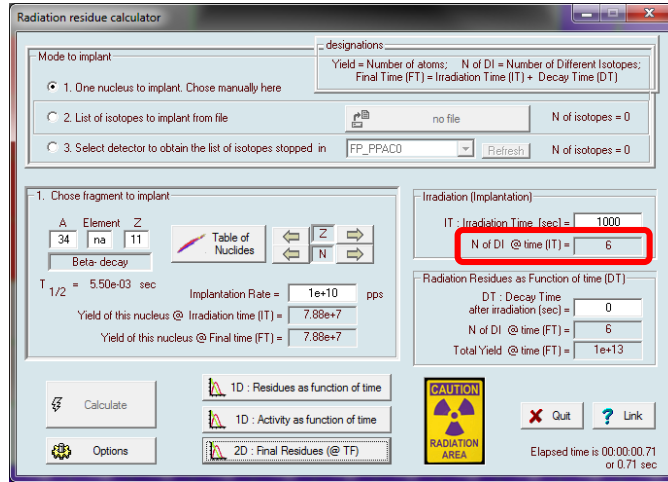 Radiation residue calculator
designations
Yield = Number of atoms; N of DI = Number of Different Isotopes;
Final Time (FT) = Irradiation Time (IT) + Decay Time (DT)
Mode to implant
1. One nucleus to implant. Chose manually here
2. List of isotopes to implant from file
no file
N of isotopes = 0
3. Select detector to obtain the list of isotopes stopped in
FP_PPAC0
Refresh
N of isotopes = 0
1. Chose fragment to implant
A Element Z
34 na 11
Beta- decay
Table of
Nuclides
Z
N
T 1/2 = 5.50e-03 sec
Implantation Rate = 1e+10 pps
Yield of this nucleus @ Irradiation time (IT) = 7.88e+7
Yield of this nucleus @ Final time (FT) = 7.88e+7
Irradiation (Implantation)
IT : Irradiation Time (sec) = 1000
N of DI @ time (IT) = 6
Radiation Residues as Function of time (DT)
DT : Decay Time
after irradiation (sec) = 0
N of DI @ time (FT) = 6
Total Yield @ time (FT) = 1e+13
Calculate
Options
1D : Residues as function of time
1D : Activity as function of time
2D : Final Residues (@ TF)
CAUTION
RADIATION
AREA
Quit
Link
Elapsed time is 00:00:00.71
or 0.71 sec